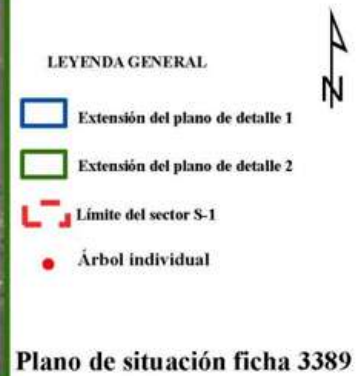 N
LEYENDA GENERAL
Extensión del plano de detalle 1
Extensión del plano de detalle 2
Límite del sector S-1
Árbol individual
Plano de situación ficha 3389